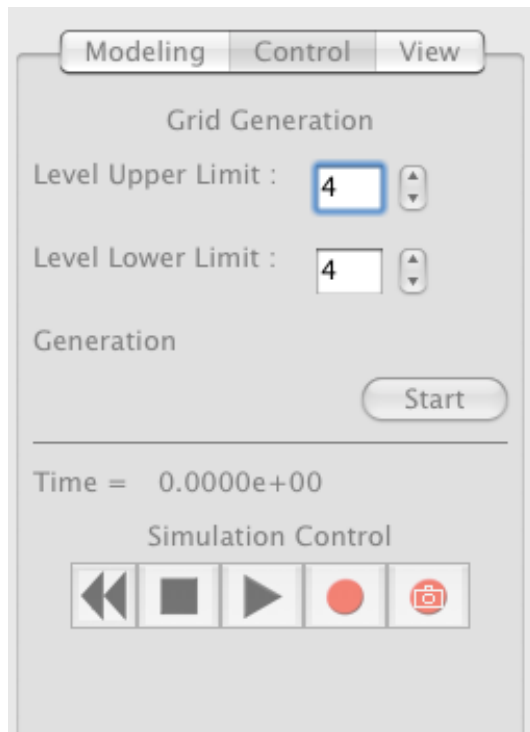 Modeling Control View
Grid Generation
Level Upper Limit : 4
Level Lower Limit : 4
Generation
Start
Time = 0.0000e+00
Simulation Control